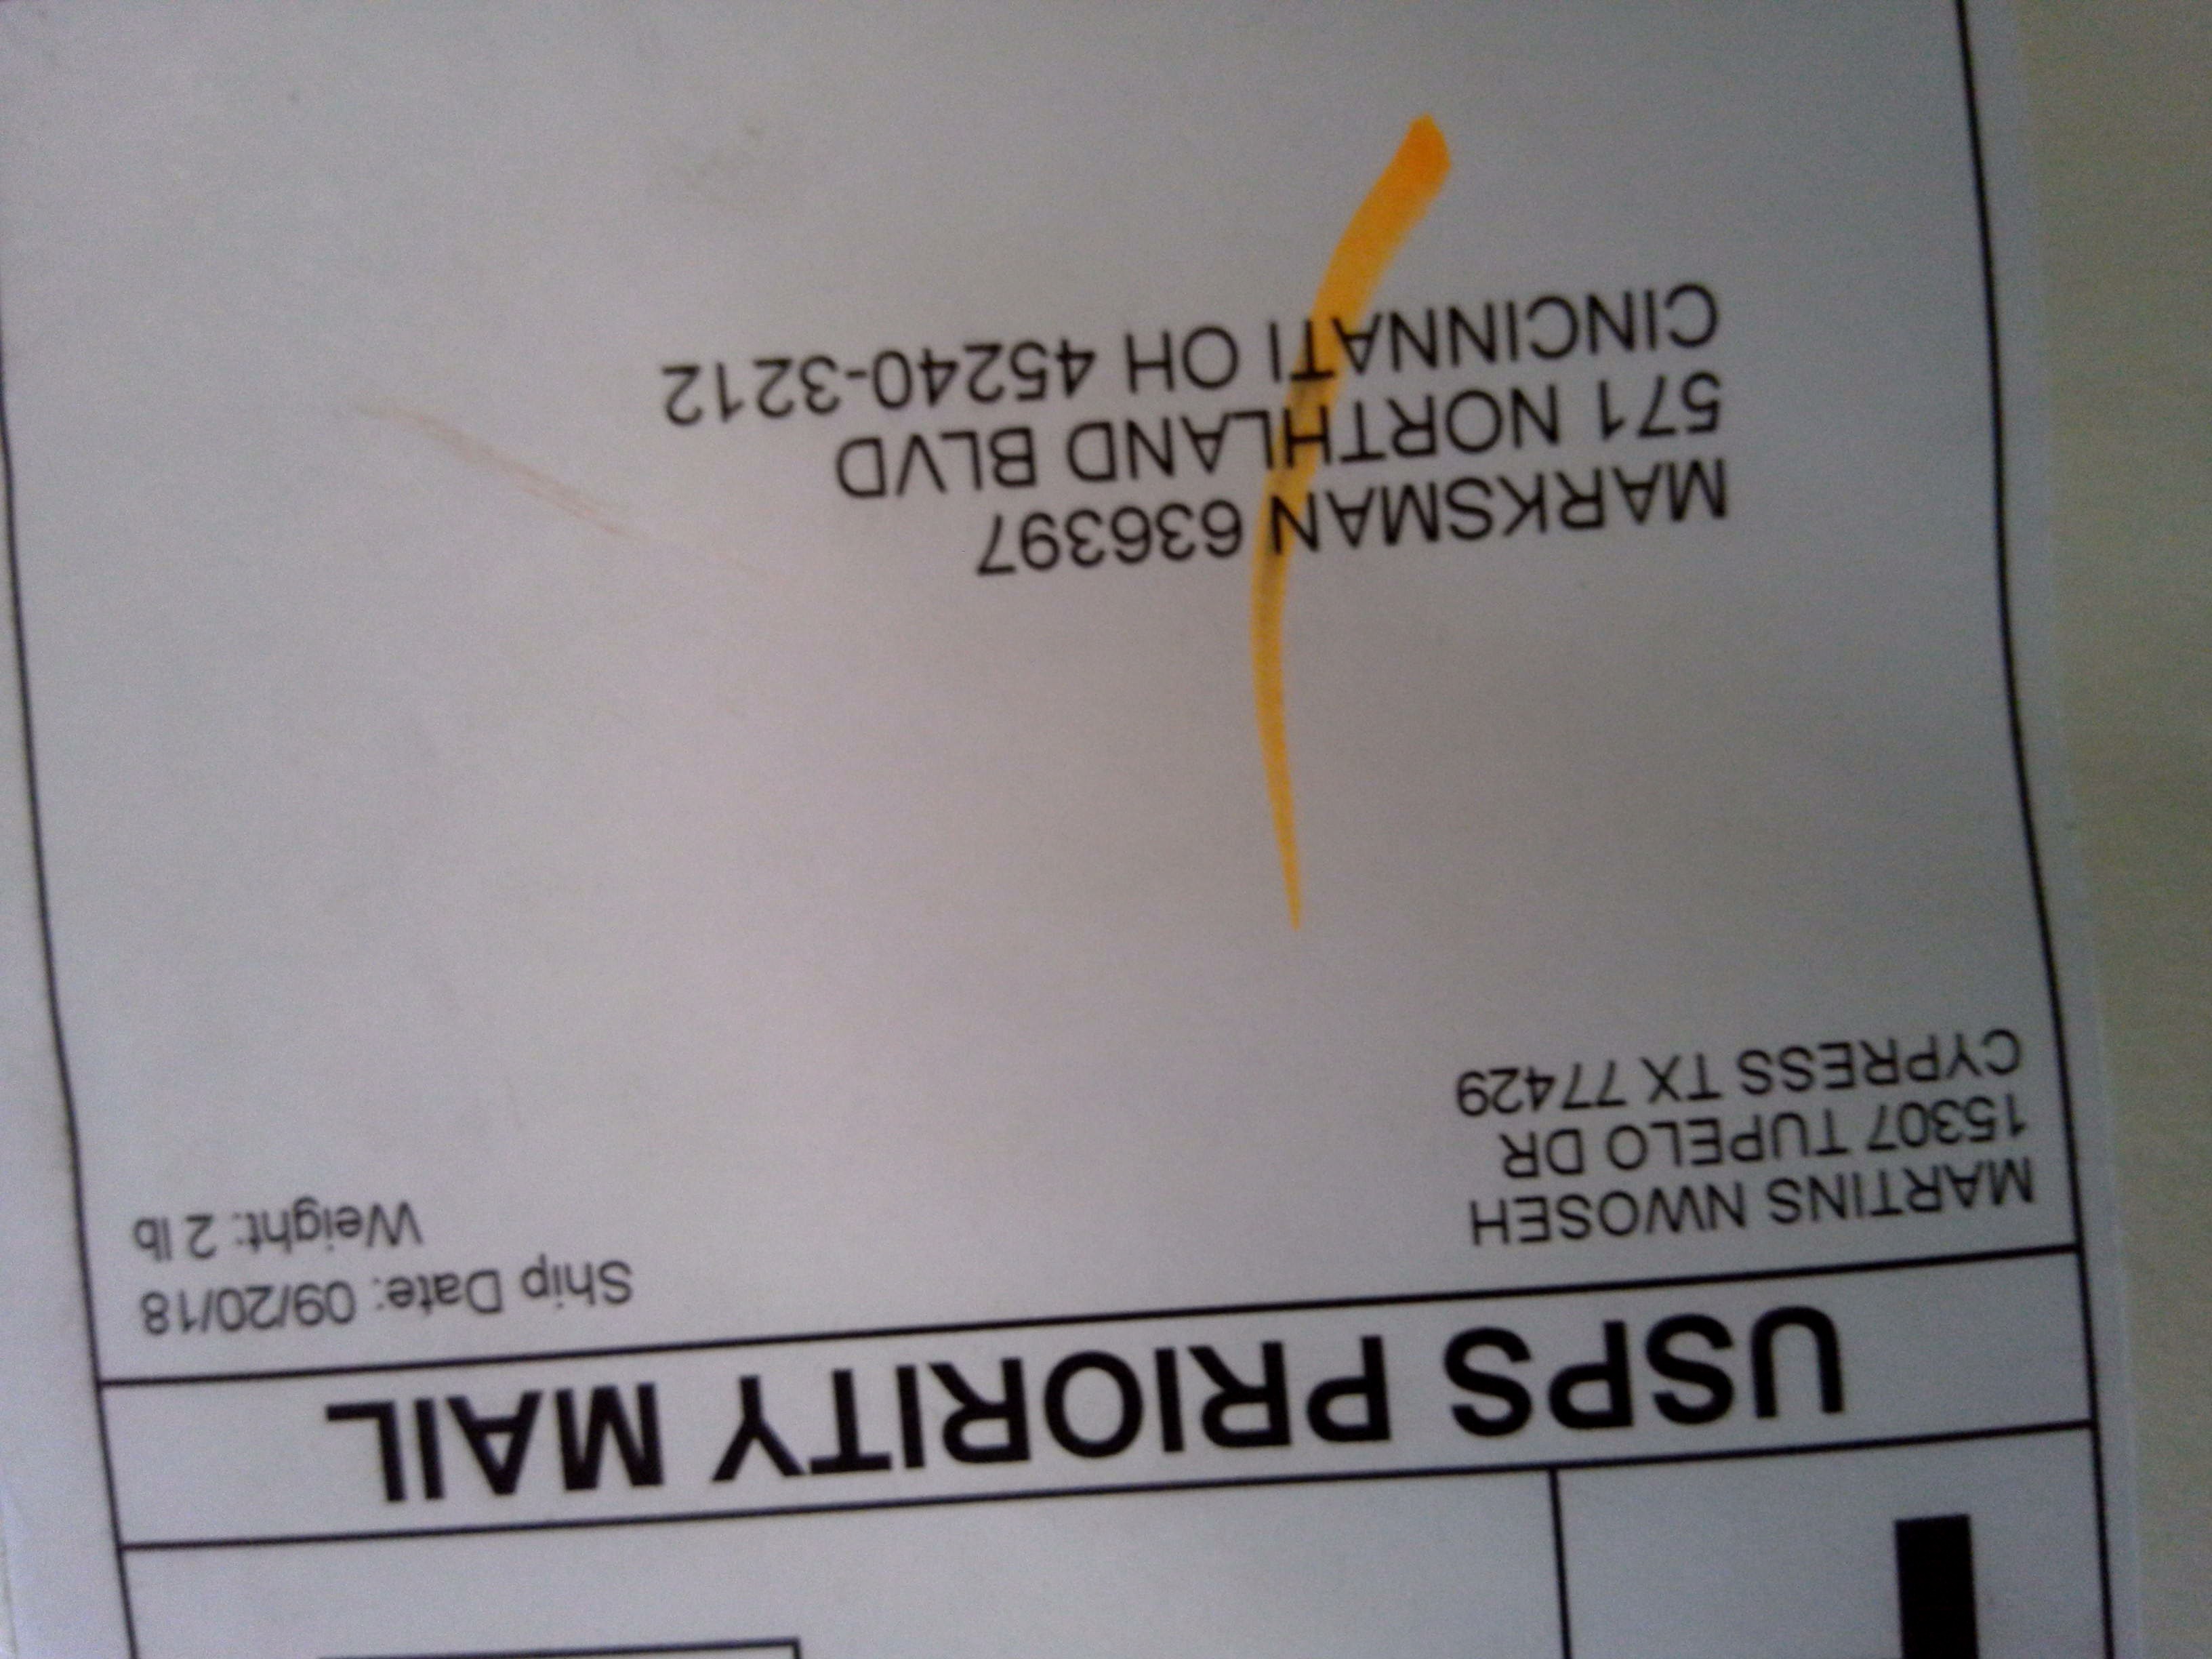 USPS PRIORITY MAIL
MARTINS NWOSEH
15307 TUPELO DR
CYPRESS TX 77429
Ship Date: 09/20/18
Weight: 2 lb
MARKSMAN 636397
571 NORTHLAND BLVD
CINCINNATI OH 45240-3212